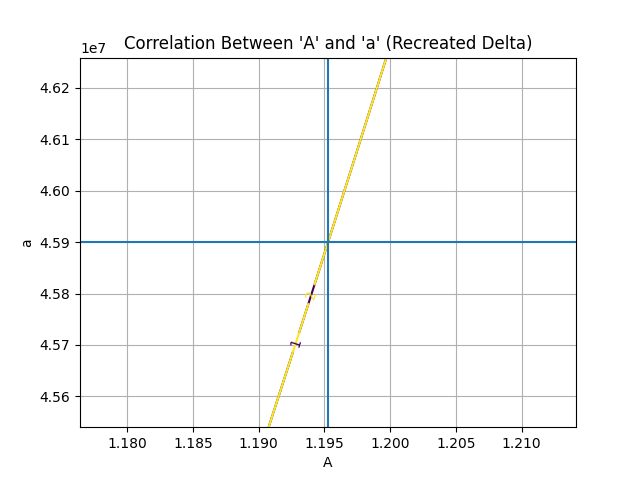 Correlation Between 'A' and 'a' (Recreated Delta)
1e7
4.62
4.61
4.60
4.59
4.58
4.57
4.56
a
1
1.180 1.185 1.190 1.195 1.200 1.205 1.210
A